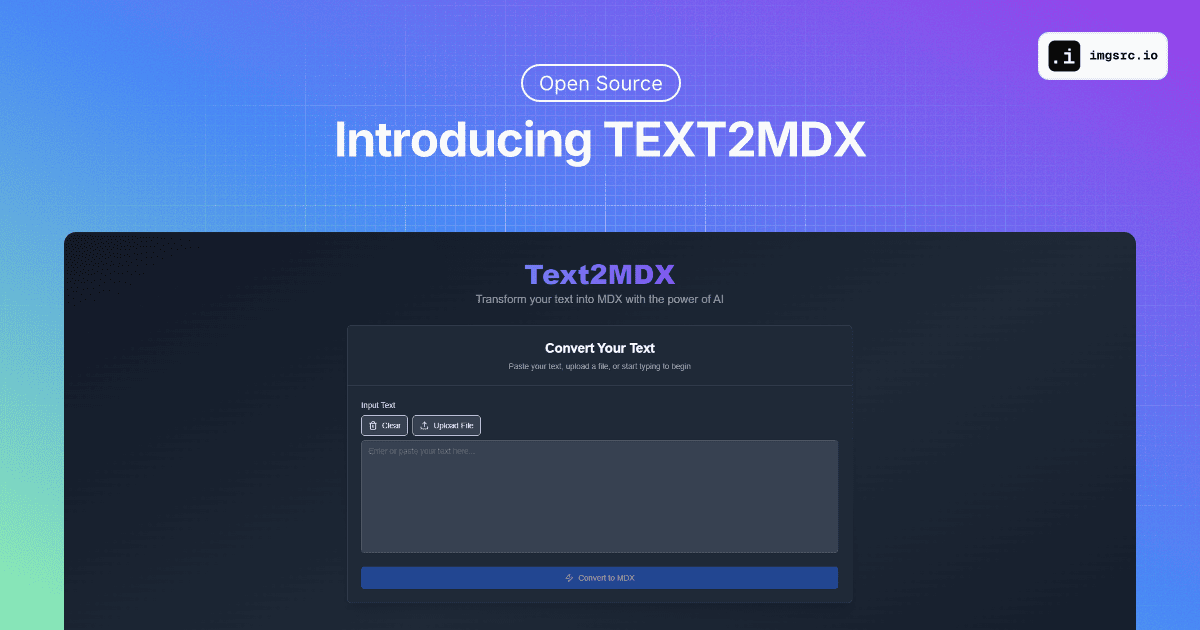 .i imgsrc.io
Open Source
Introducing TEXT2MDX
Text2MDX
Transform your text into MDX with the power of AI
Convert Your Text
Paste your text, upload a file, or start typing to begin
Input Text
Clear Upload File
Enter or paste your text here...
Convert to MDX